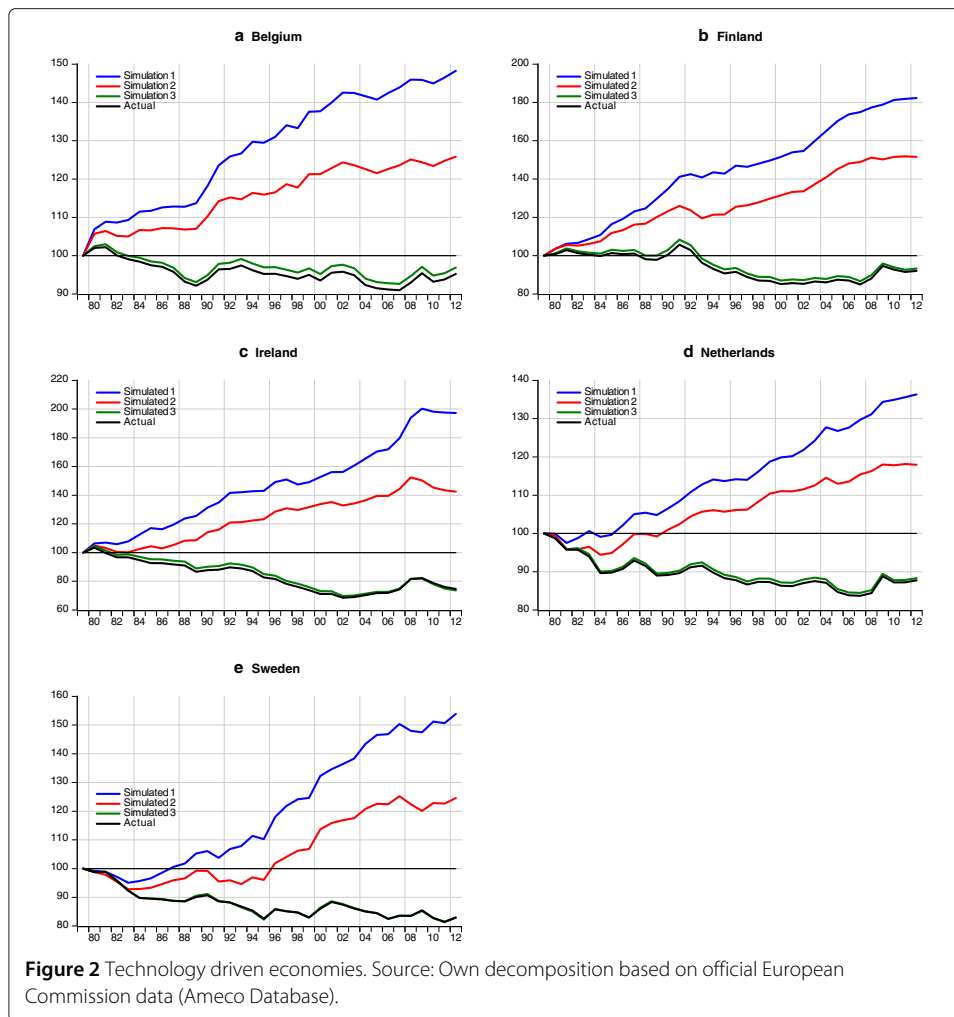 a Belgium
150
140
130
120
110
100
90
Simulation 1
Simulation 2
Simulation 3
Actual
80 82 84 86 88 90 92 94 96 98 00 02 04 06 08 10 12
b Finland
200
180
160
140
120
100
80
Simulated 1
Simulated 2
Simulated 3
Actual
80 82 84 86 88 90 92 94 96 98 00 02 04 06 08 10 12
c Ireland
220
200
180
160
140
120
100
80
60
Simulated 1
Simulated 2
Simulated 3
Actual
80 82 84 86 88 90 92 94 96 98 00 02 04 06 08 10 12
d Netherlands
140
130
120
110
100
90
80
Simulation 1
Simulation 2
Simulation 3
Actual
80 82 84 86 88 90 92 94 96 98 00 02 04 06 08 10 12
e Sweden
160
150
140
130
120
110
100
90
80
Simulated 1
Simulated 2
Simulated 3
Actual
80 82 84 86 88 90 92 94 96 98 00 02 04 06 08 10 12
Figure 2 Technology driven economies. Source: Own decomposition based on official European
Commission data (Ameco Database).